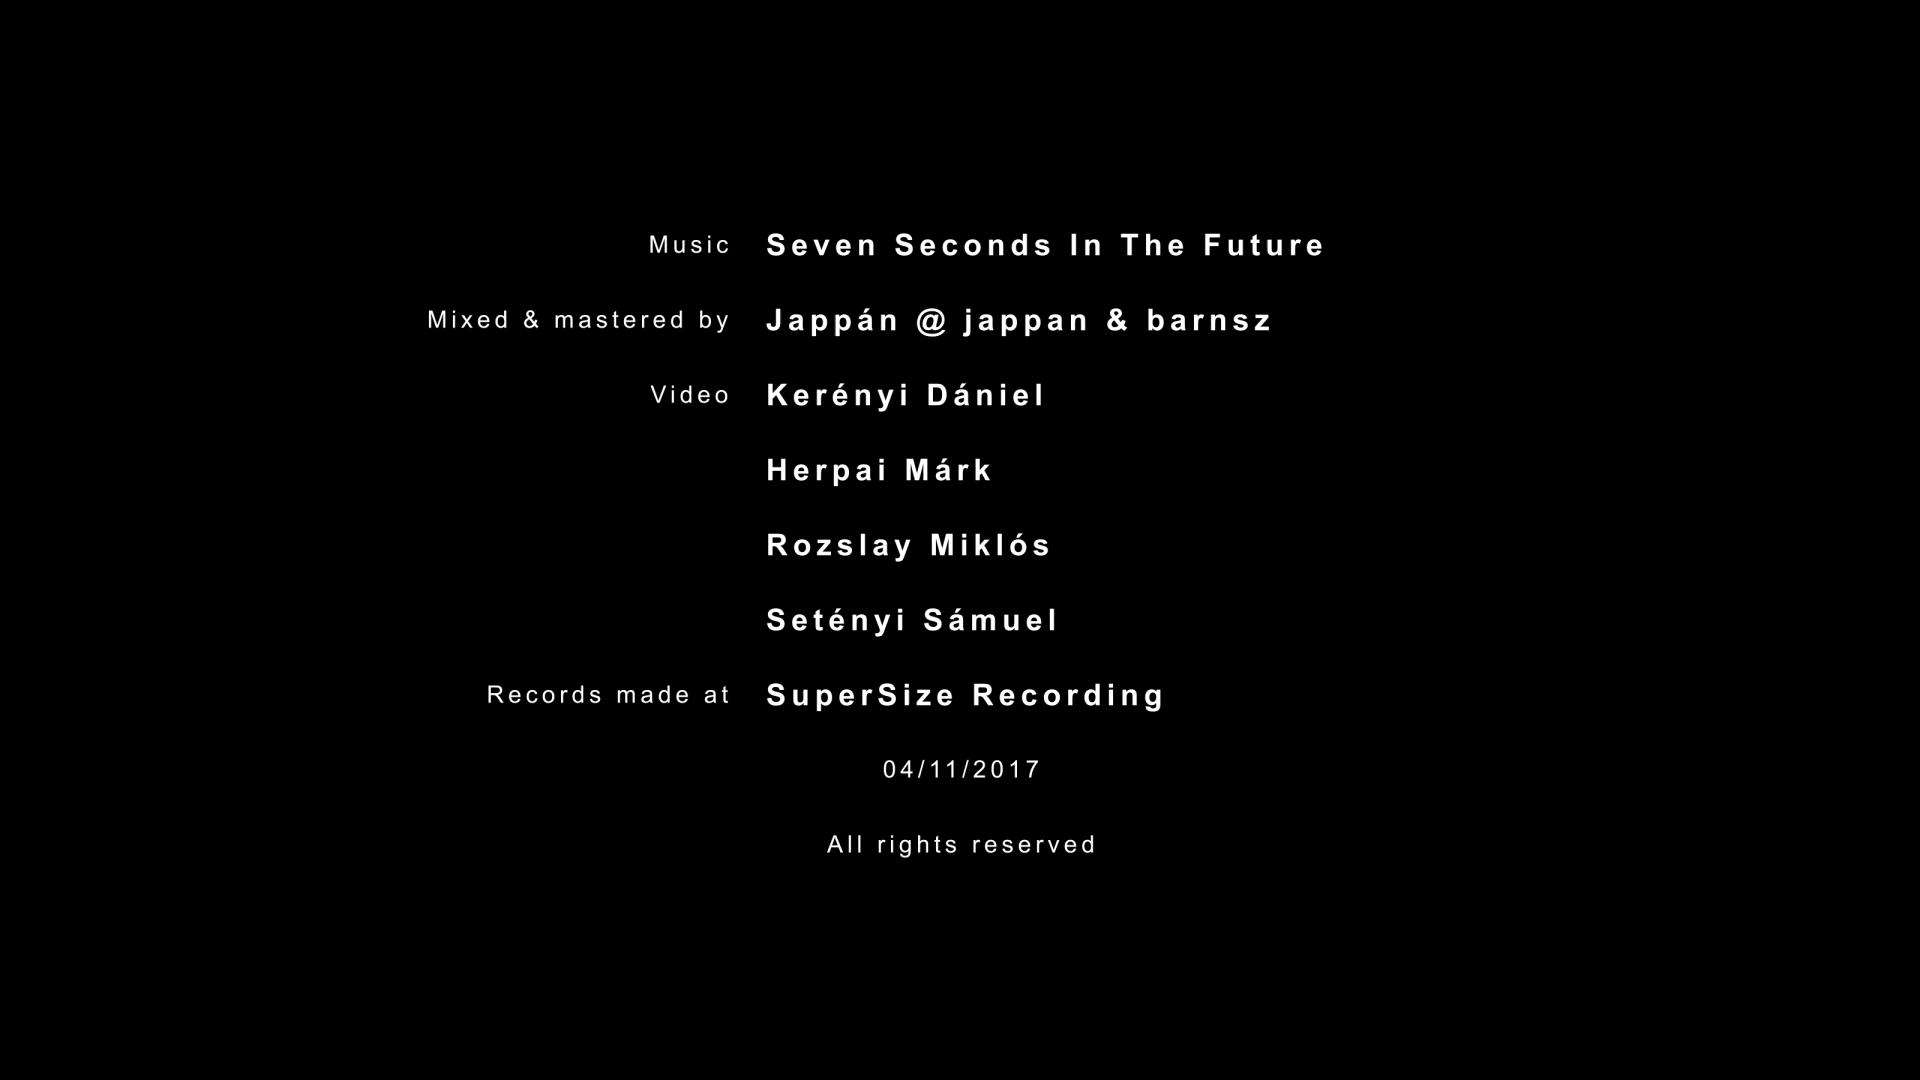 Music Seven Seconds In The Future
Mixed & mastered by Jappán @ jappan & barnsz
Video Kerényi Dániel
Herpai Márk
Rozslay Miklós
Setényi Sámuel
Records made at SuperSize Recording
04/11/2017
All rights reserved